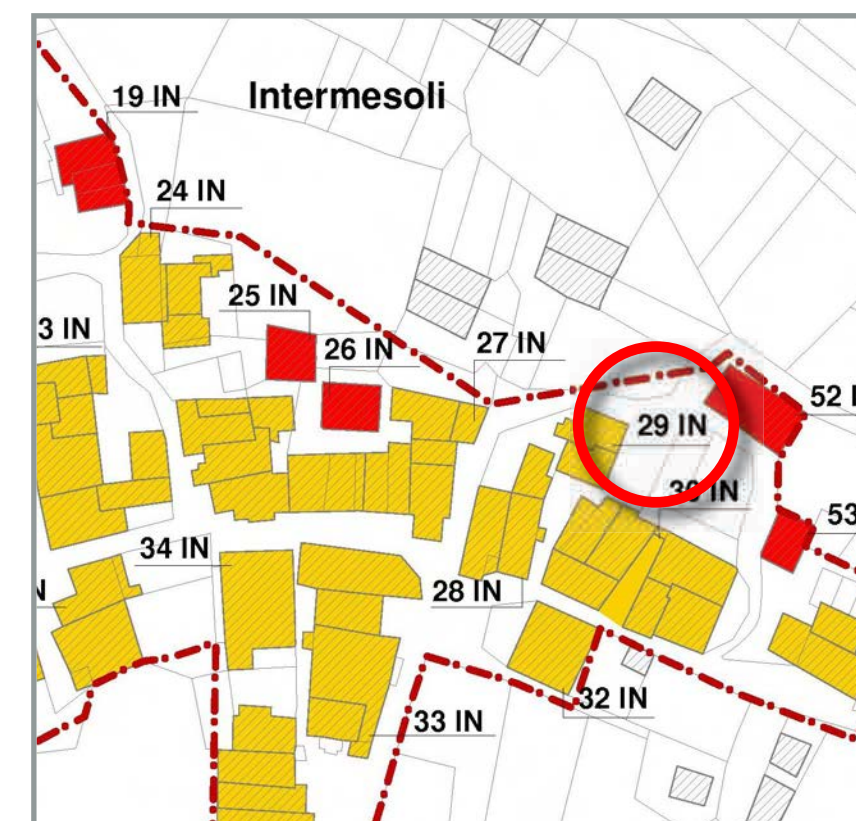 19 IN
Intermesoli
24 IN
25 IN
3 IN
26 IN
27 IN
52 I
29 IN
30 IN
53
34 IN
28 IN
N
32 IN
33 IN